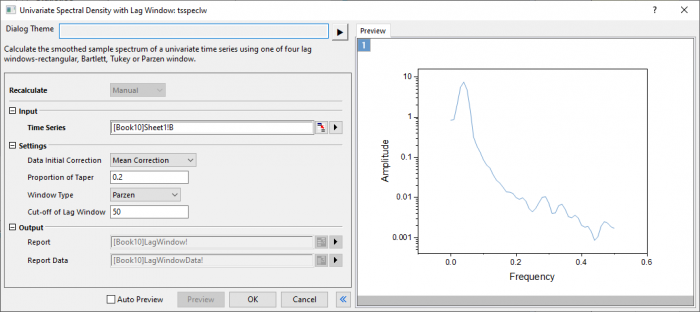 Univariate Spectral Density with Lag Window: tsspeclw
Dialog Theme
Calculate the smoothed sample spectrum of a univariate time series using one of four lag
windows-rectangular, Bartlett, Tukey or Parzen window.
Recalculate Manual
Input
Time Series [Book10]Sheet1!B
Settings
Data Initial Correction Mean Correction
Proportion of Taper 0.2
Window Type Parzen
Cut-off of Lag Window 50
Output
Report [Book10]LagWindow!
Report Data [Book10]LagWindowData!
Auto Preview Preview OK Cancel
Preview
1
10
1
0.1
0.01
0.001
Amplitude
0.0 0.2 0.4 0.6
Frequency